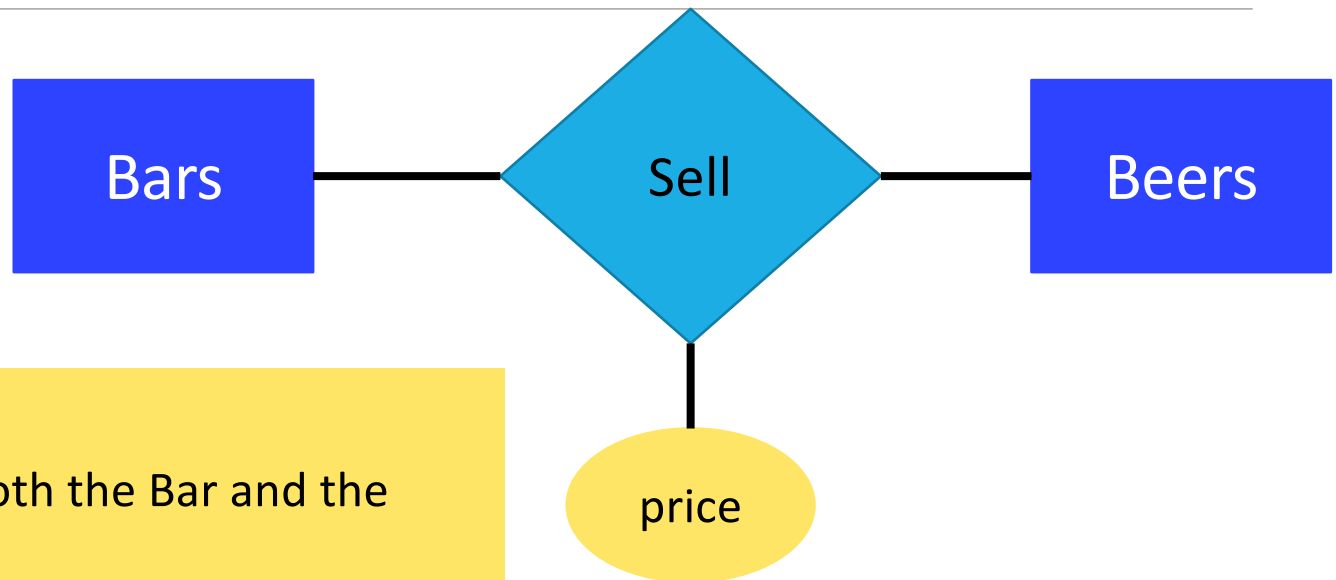 Bars
Sell
Beers
oth the Bar and the
price